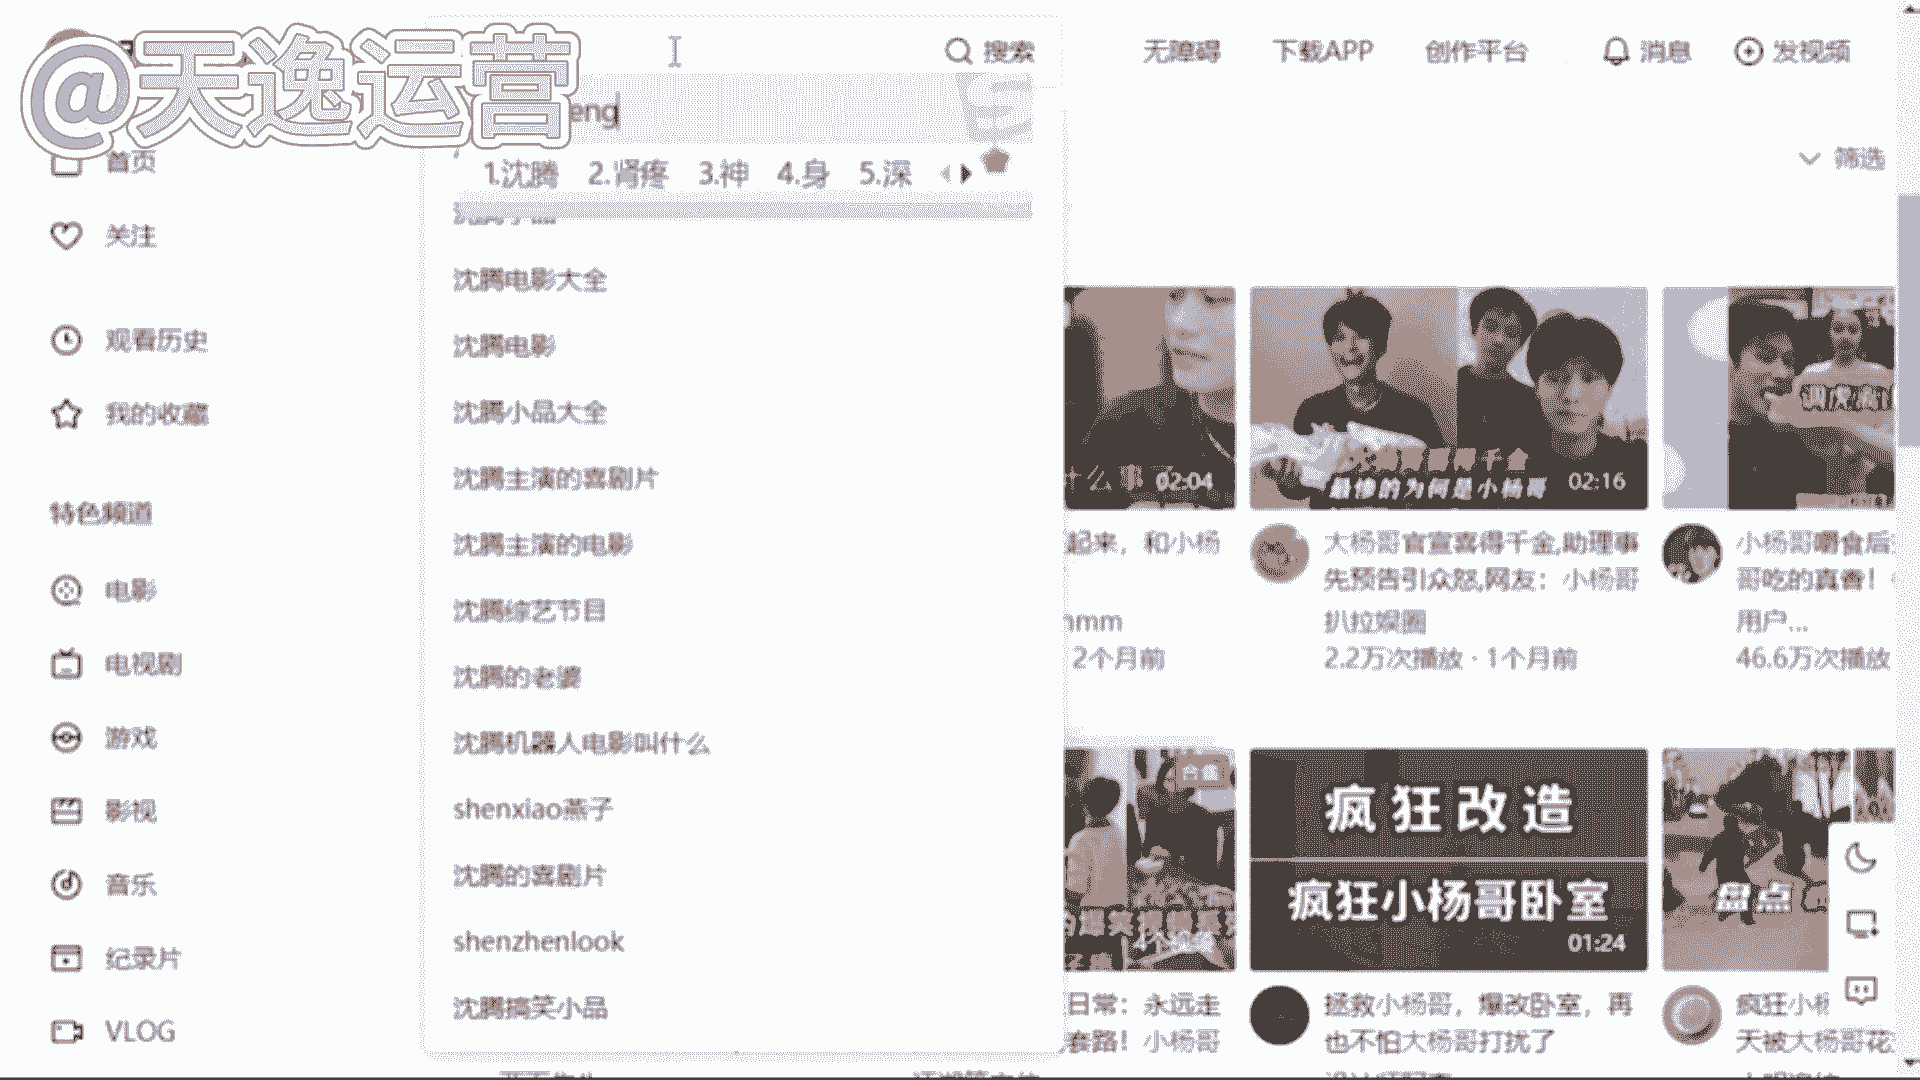 @天逸运营
搜索
无障碍
下载APP
创作平台
消息
发视频
eng
1.沈腾 2.肾疼 3.神 4.身 5.深
筛选
首页
关注
观看历史
我的收藏
特色频道
电影
电视剧
游戏
影视
音乐
纪录片
VLOG
沈腾小品
沈腾电影大全
沈腾电影
沈腾小品大全
沈腾主演的喜剧片
沈腾主演的电影
沈腾综艺节目
沈腾的老婆
沈腾机器人电影叫什么
shenxiao燕子
沈腾的喜剧片
shenzhenlook
沈腾搞笑小品
什么事
02:04
起来，和小杨
mm
2个月前
喜得千金
最惨的为何是小杨哥
02:16
大杨哥官宣喜得千金,助理事
先预告引众怒,网友：小杨哥
扒拉娱圈
2.2万次播放 · 1个月前
小杨哥嘲食后
哥吃的真香！
用户...
46.6万次播放
合集
日常：永远走
套路！小杨哥
疯狂改造
疯狂小杨哥卧室
01:24
拯救小杨哥，爆改卧室，再
也不怕大杨哥打扰了
盘点
疯狂小杨
天被大杨哥花